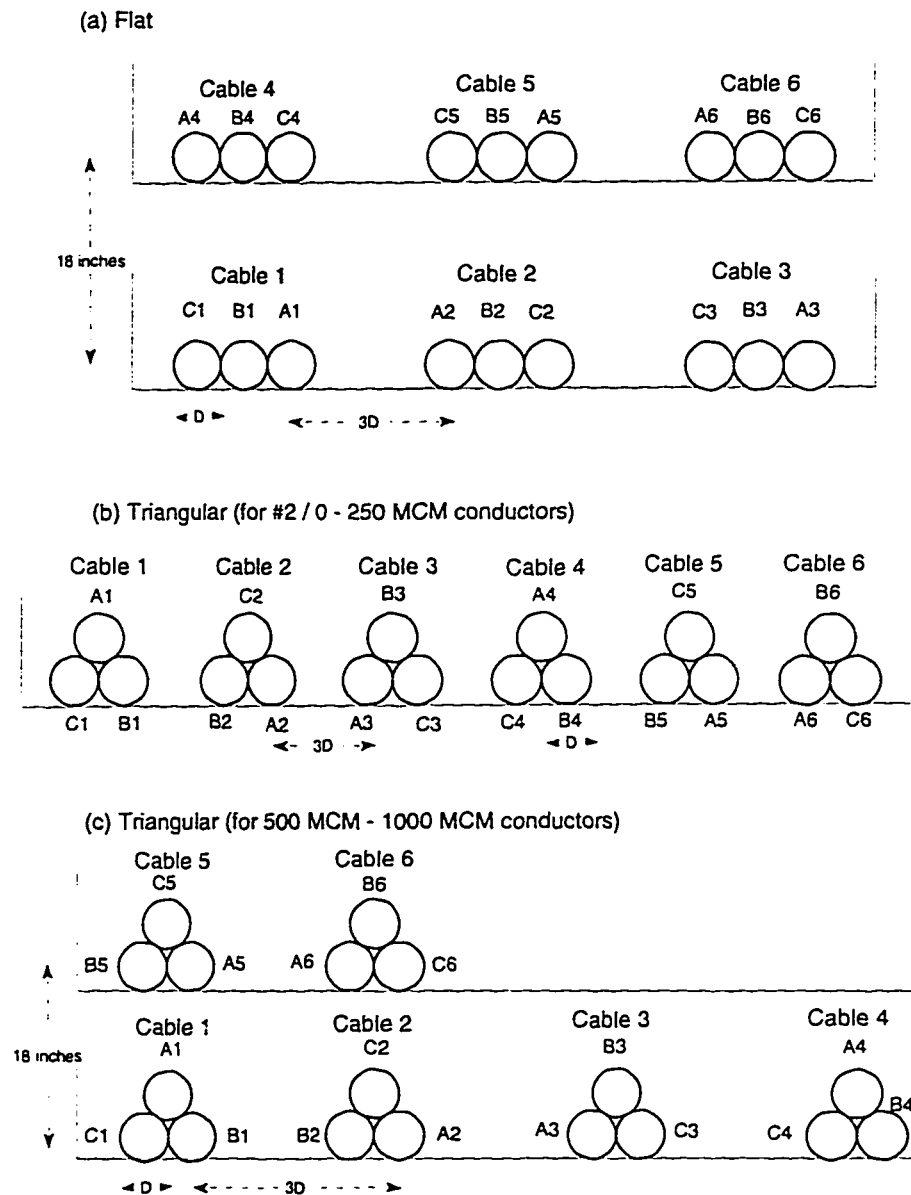 (a) Flat
Cable 4 Cable 5 Cable 6
A4 B4 C4 C5 B5 A5 A6 B6 C6
18 inches
Cable 1 Cable 2 Cable 3
C1 B1 A1 A2 B2 C2 C3 B3 A3
D 3D
(b) Triangular (for #2 / 0 - 250 MCM conductors)
Cable 1 Cable 2 Cable 3 Cable 4 Cable 5 Cable 6
A1 C2 B3 A4 C5 B6
C1 B1 B2 A2 A3 C3 C4 B4 B5 A5 A6 C6
3D D
(c) Triangular (for 500 MCM - 1000 MCM conductors)
Cable 5 Cable 6
C5 B6
B5 A5 A6 C6
18 inches
Cable 1 Cable 2 Cable 3 Cable 4
A1 C2 B3 A4
B4
C1 B1 B2 A2 A3 C3 C4
D 3D